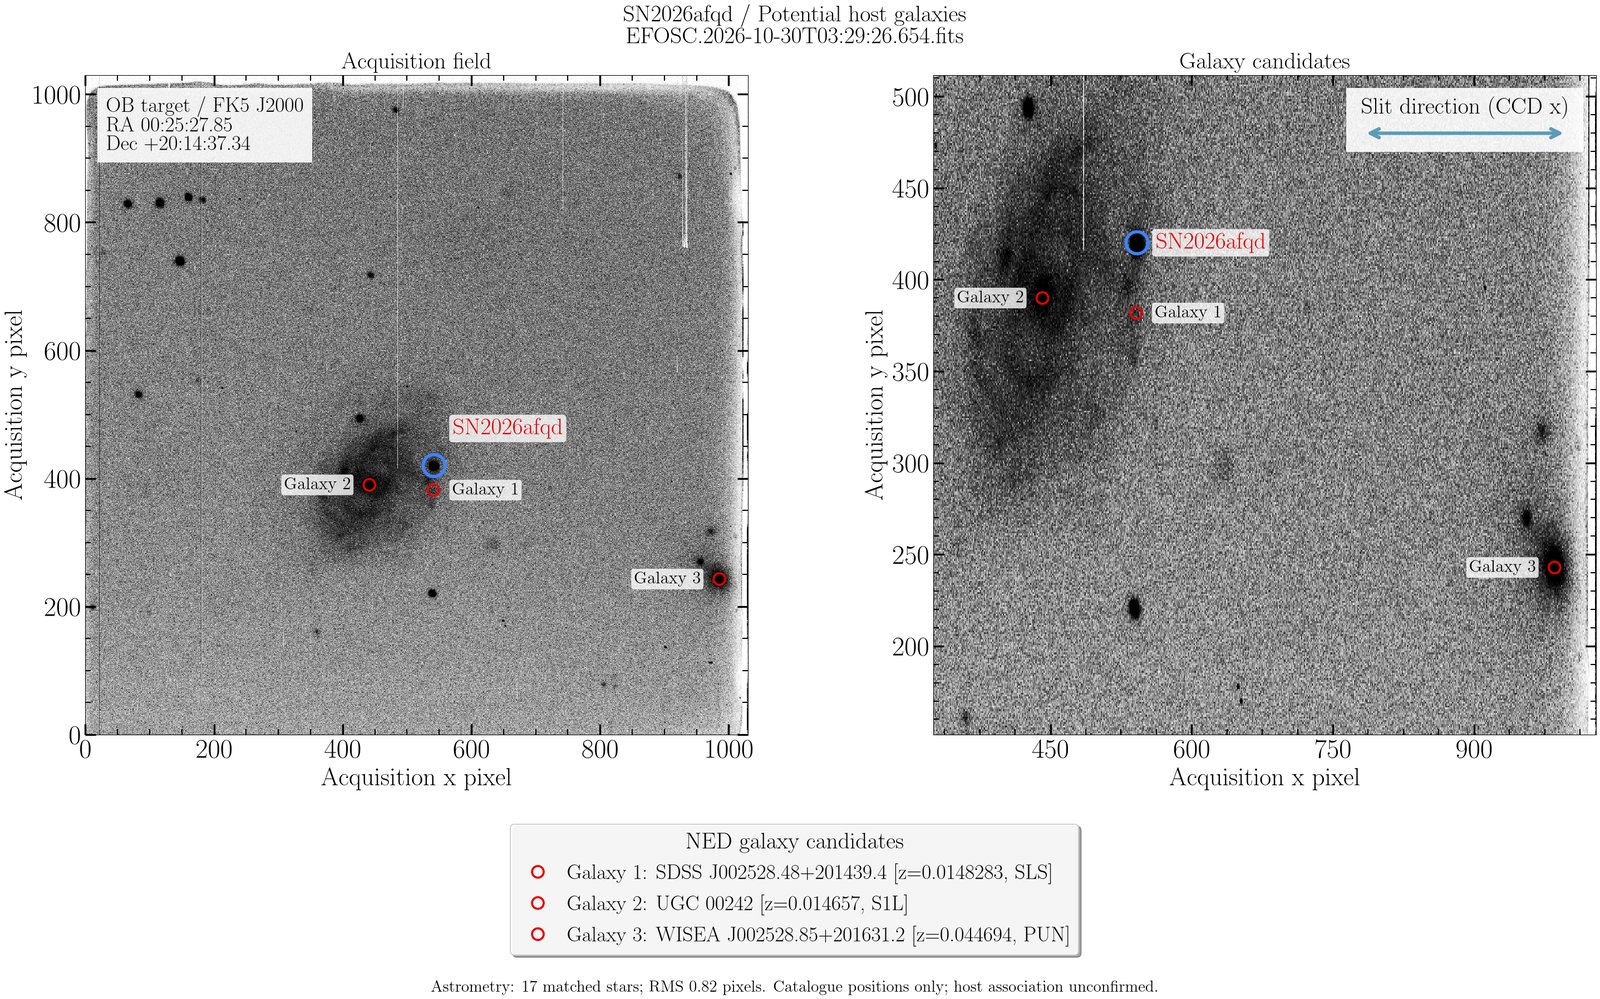 SN2026afqd / Potential host galaxies
EFOSC.2026-10-30T03:29:26.654.fits
Acquisition field
OB target / FK5 J2000
RA 00:25:27.85
Dec +20:14:37.34
SN2026afqd
Galaxy 2
Galaxy 1
Galaxy 3
1000
800
600
400
200
0
0 200 400 600 800 1000
Acquisition x pixel
Acquisition y pixel
Galaxy candidates
Slit direction (CCD x)
SN2026afqd
Galaxy 2
Galaxy 1
Galaxy 3
500
450
400
350
300
250
200
450 600 750 900
Acquisition x pixel
Acquisition y pixel
NED galaxy candidates
Galaxy 1: SDSS J002528.48+201439.4 [z=0.0148283, SLS]
Galaxy 2: UGC 00242 [z=0.014657, S1L]
Galaxy 3: WISEA J002528.85+201631.2 [z=0.044694, PUN]
Astrometry: 17 matched stars; RMS 0.82 pixels. Catalogue positions only; host association unconfirmed.